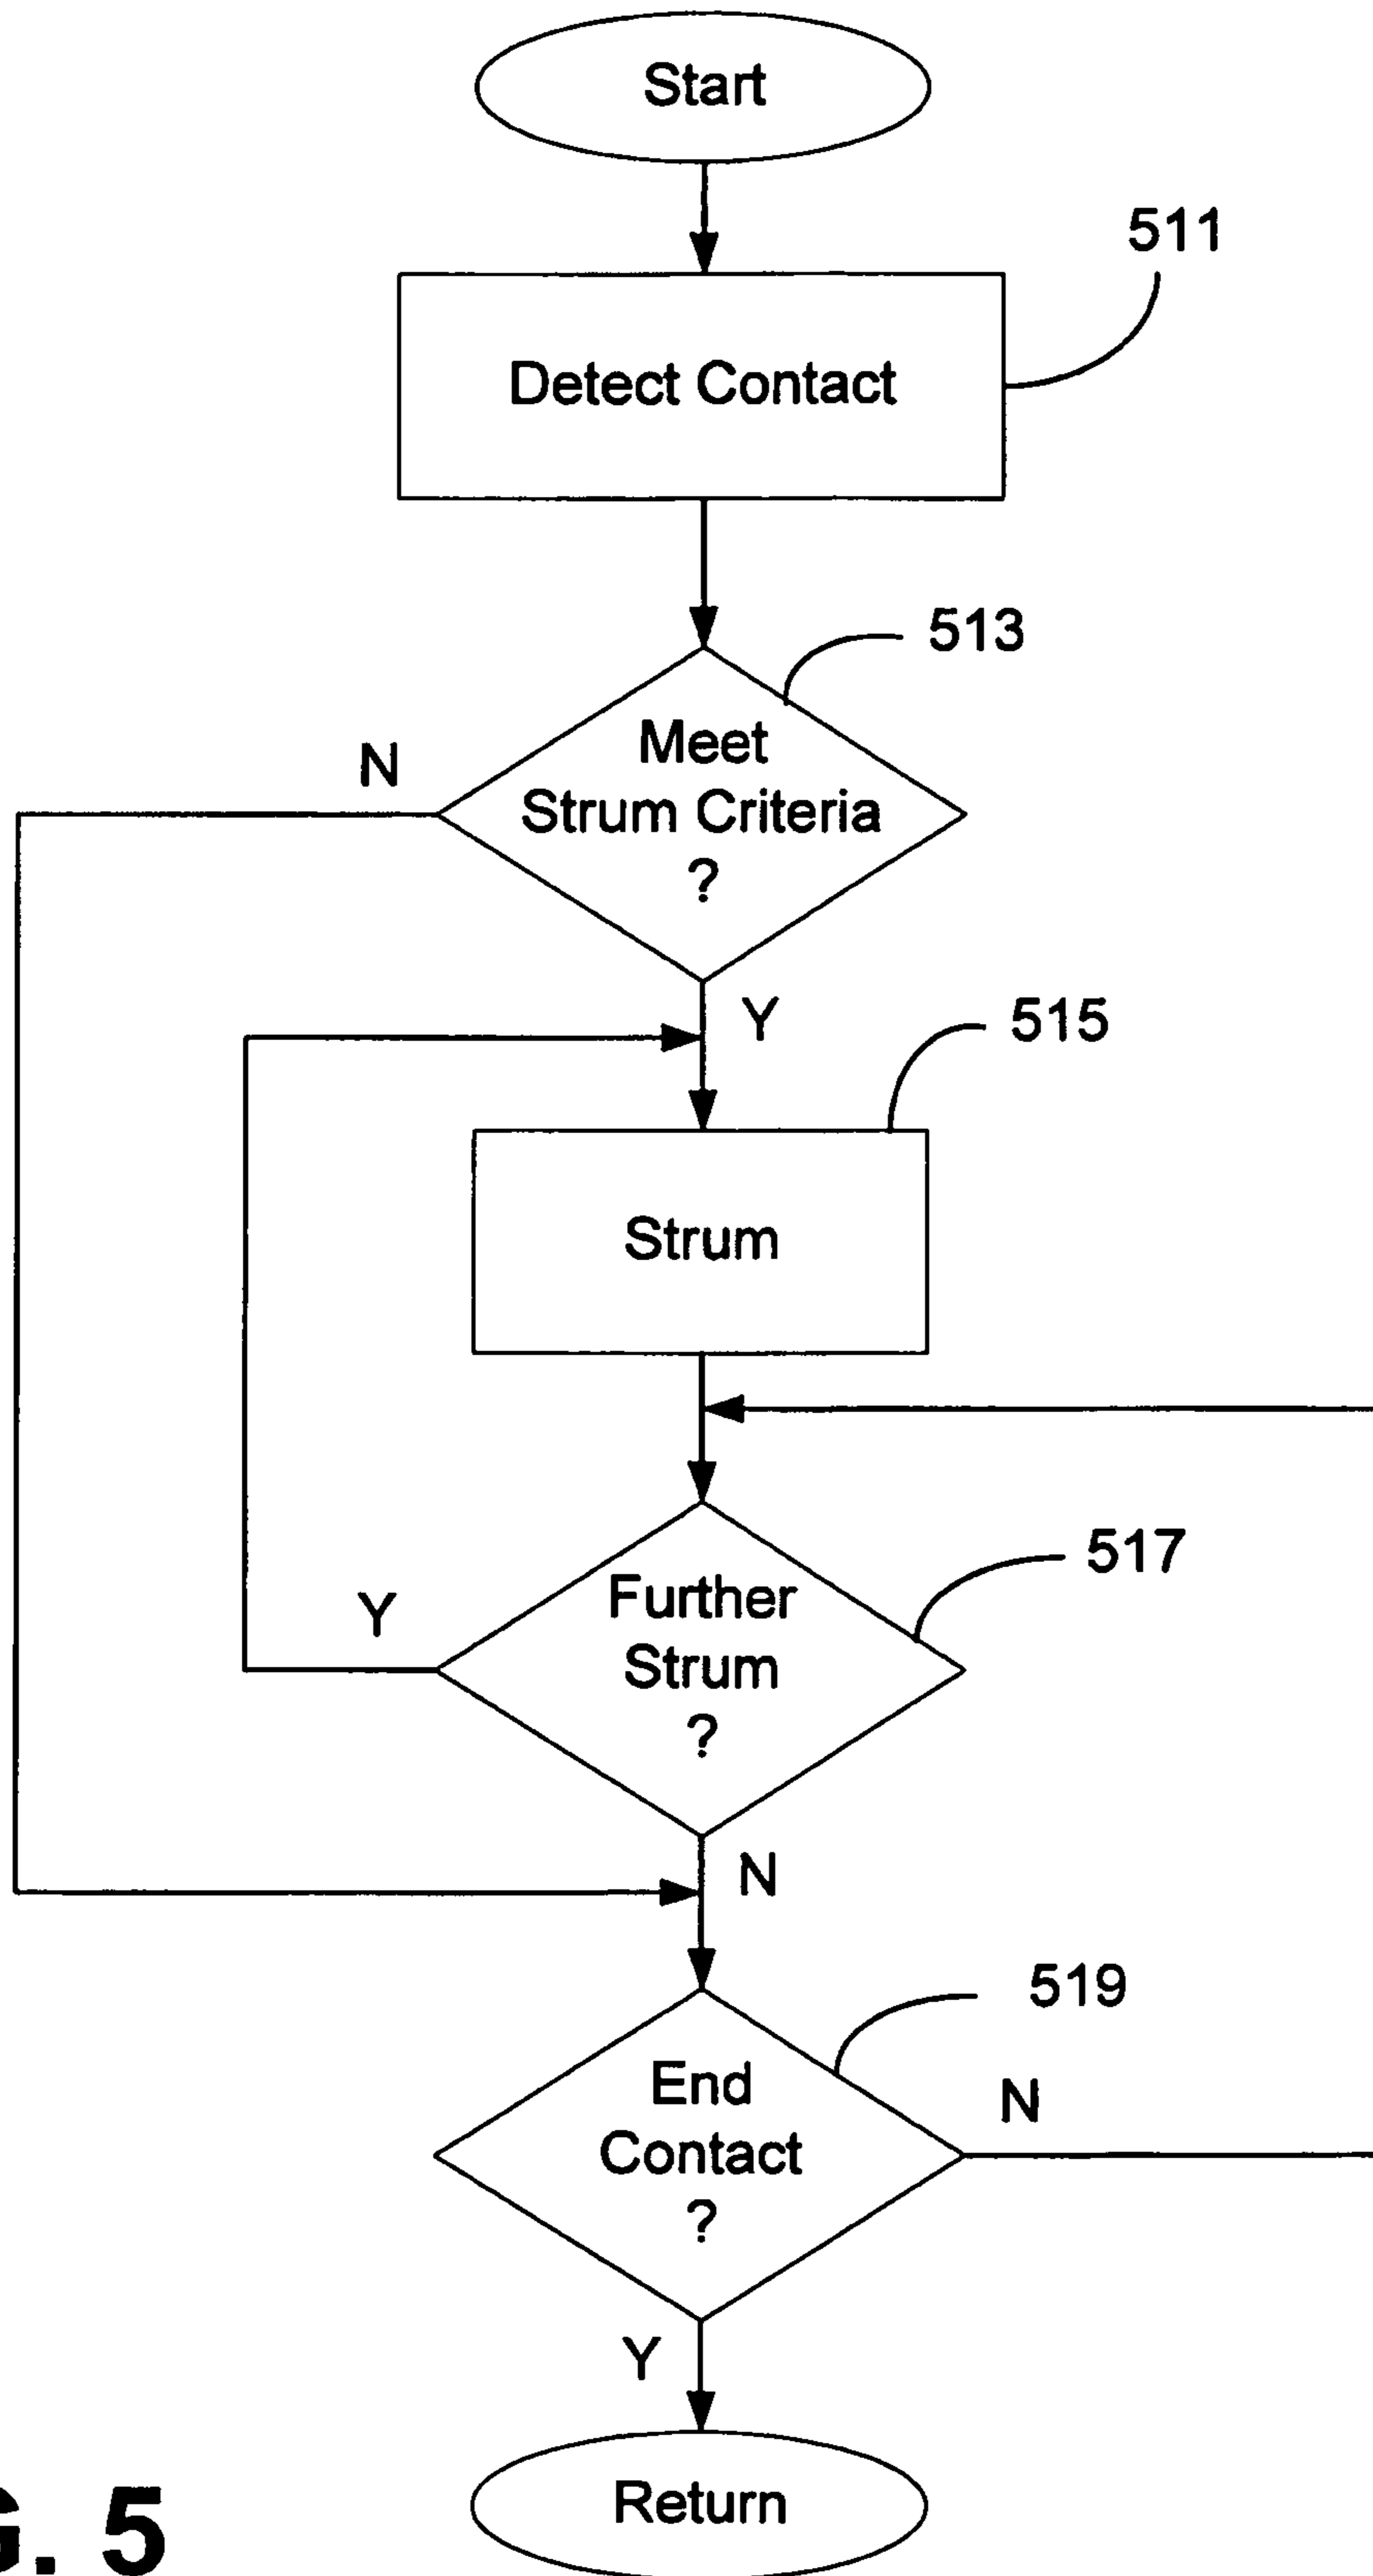 Start
511
Detect Contact
513
N
Meet
Strum Criteria
?
Y
515
Strum
517
Further
Strum
?
Y
N
519
End
Contact
?
N
Y
Return
G. 5